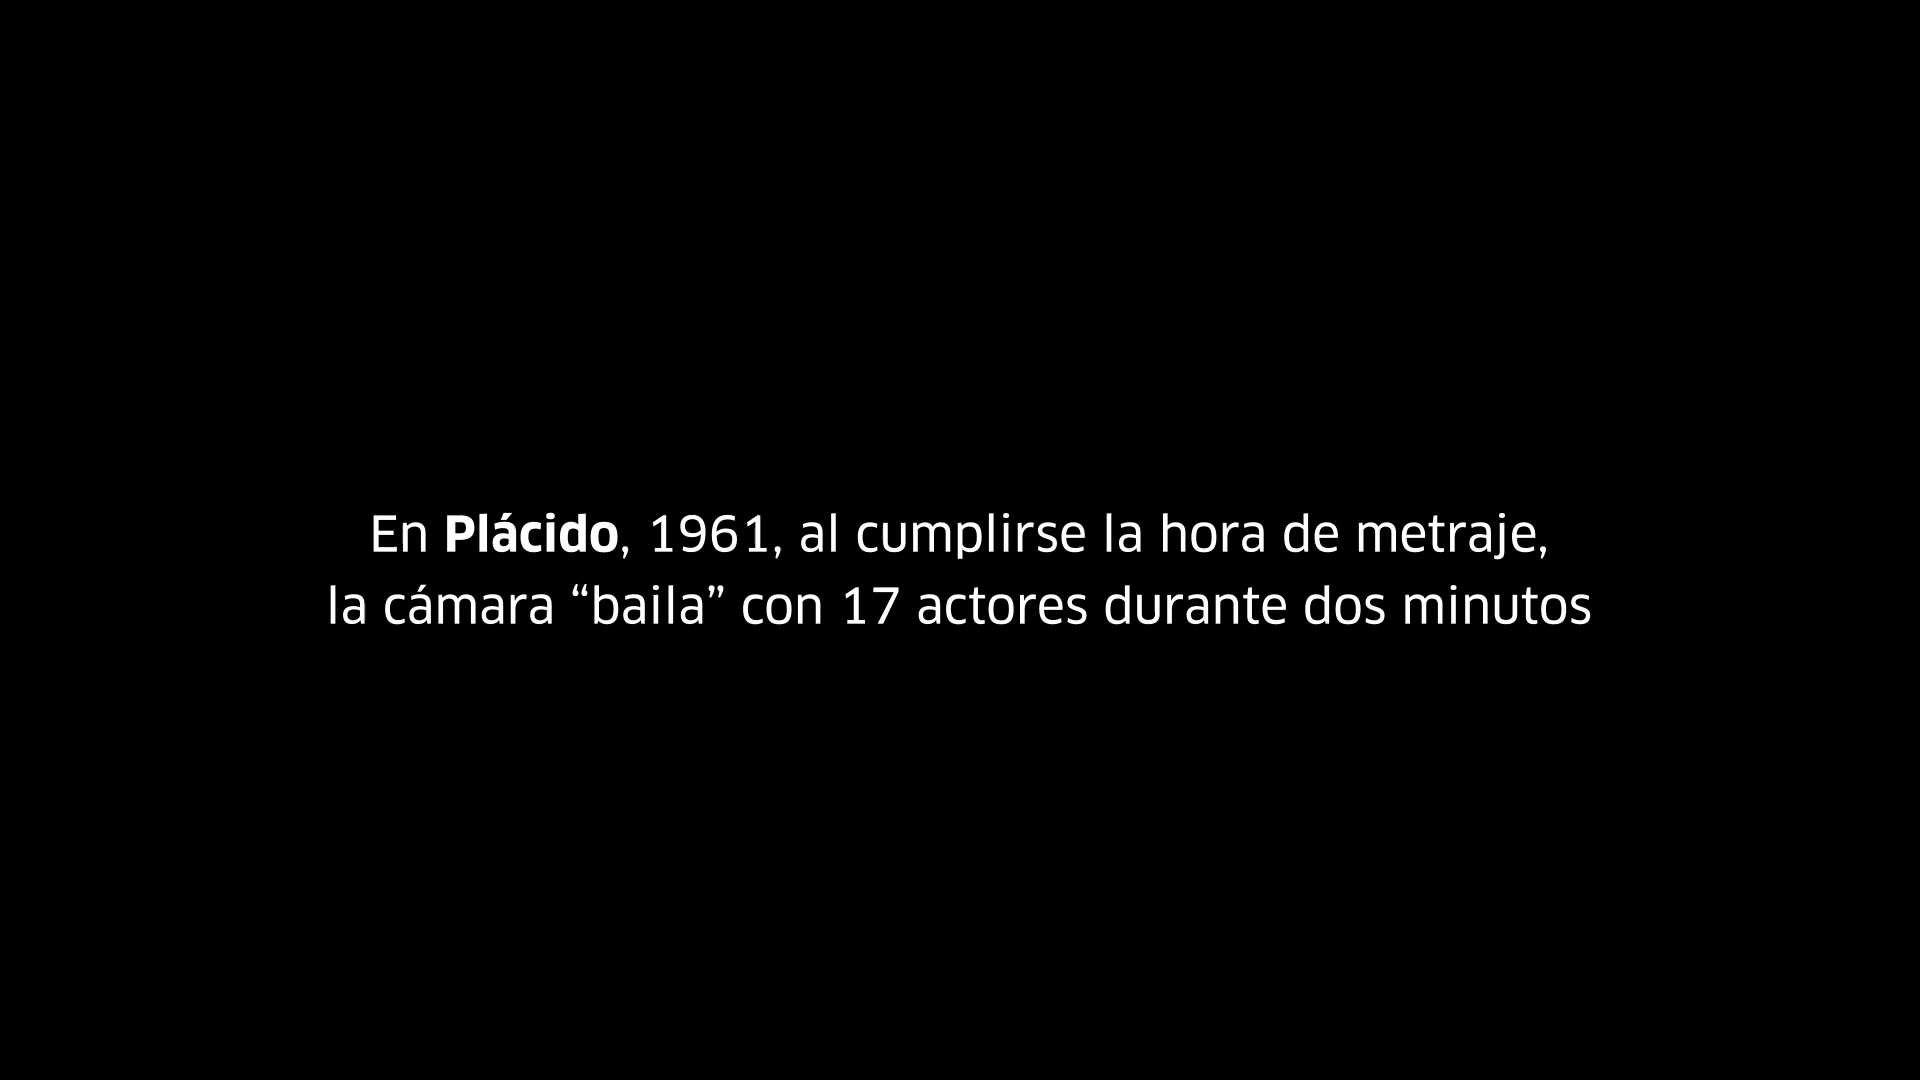 En Plácido, 1961, al cumplirse la hora de metraje,
la cámara “baila” con 17 actores durante dos minutos